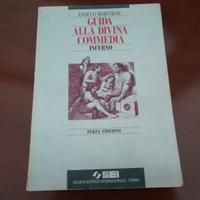 ANGELO MARCHESE
GUIDA
ALLA DIVINA
COMMEDIA
INFERNO
TERZA EDIZIONE
SEI
SOCIETÀ EDITRICE INTERNAZIONALE - TORINO